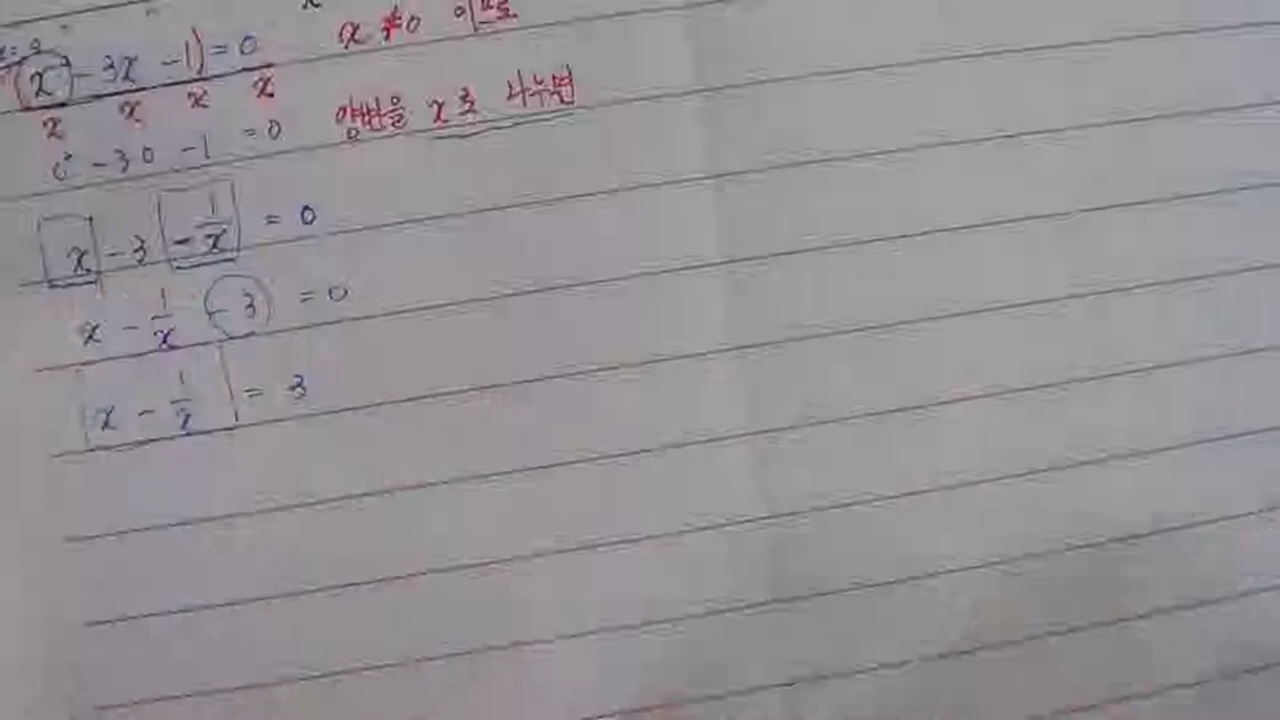 (x² - 3x - 1) = 0 x ≠ 0 이므로
x x x x 양변을 x로 나누면
0² - 3·0 - 1 = 0
x - 3 - 1/x = 0
x - 1/x - 3 = 0
x - 1/x = 3